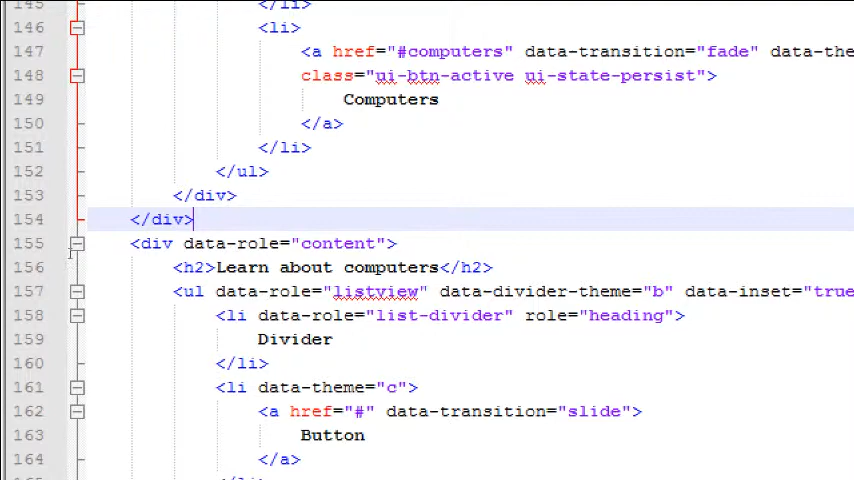 145 </li>
146 <li>
147 <a href="#computers" data-transition="fade" data-the
148 class="ui-btn-active ui-state-persist">
149 Computers
150 </a>
151 </li>
152 </ul>
153 </div>
154 </div>
155 <div data-role="content">
156 <h2>Learn about computers</h2>
157 <ul data-role="listview" data-divider-theme="b" data-inset="true
158 <li data-role="list-divider" role="heading">
159 Divider
160 </li>
161 <li data-theme="c">
162 <a href="#" data-transition="slide">
163 Button
164 </a>